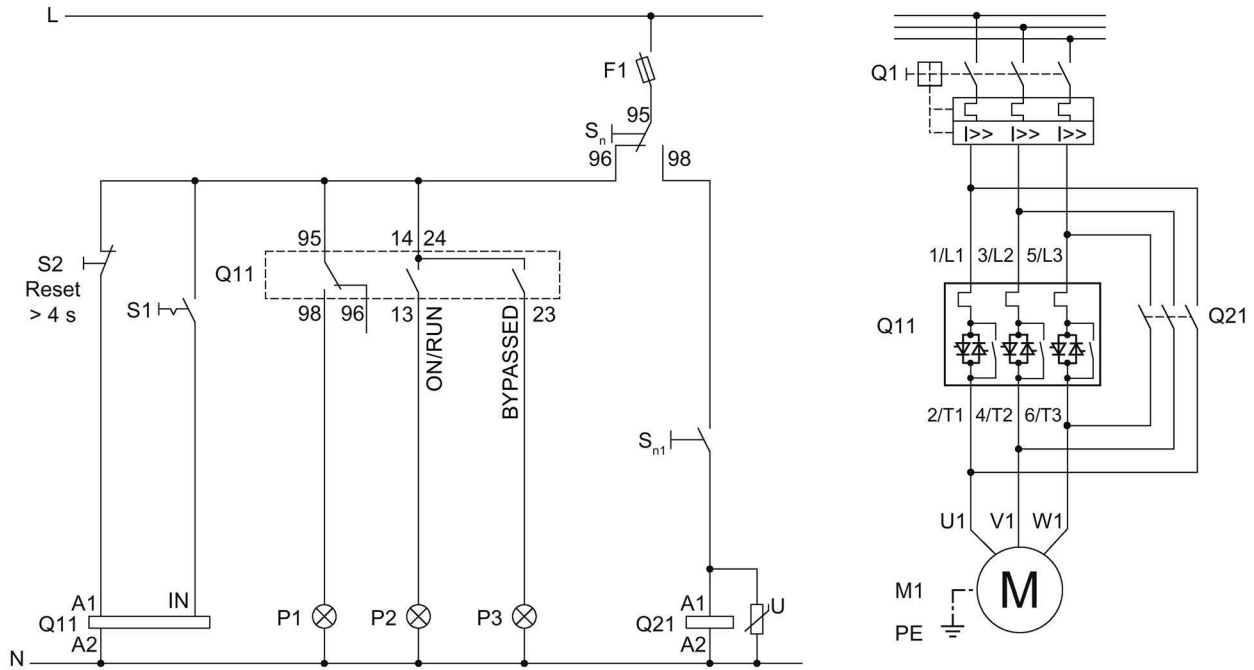 L
F1
95
Sn
96
98
95
14
24
S2
Reset
> 4 s
S1
Q11
98
96
13
23
ON/RUN
BYPASSED
Sn1
A1
IN
Q11
A2
P1
P2
P3
A1
Q21
A2
U
N
Q1
I>>
I>>
I>>
1/L1
3/L2
5/L3
Q11
Q21
2/T1
4/T2
6/T3
U1
V1
W1
M1
M
PE